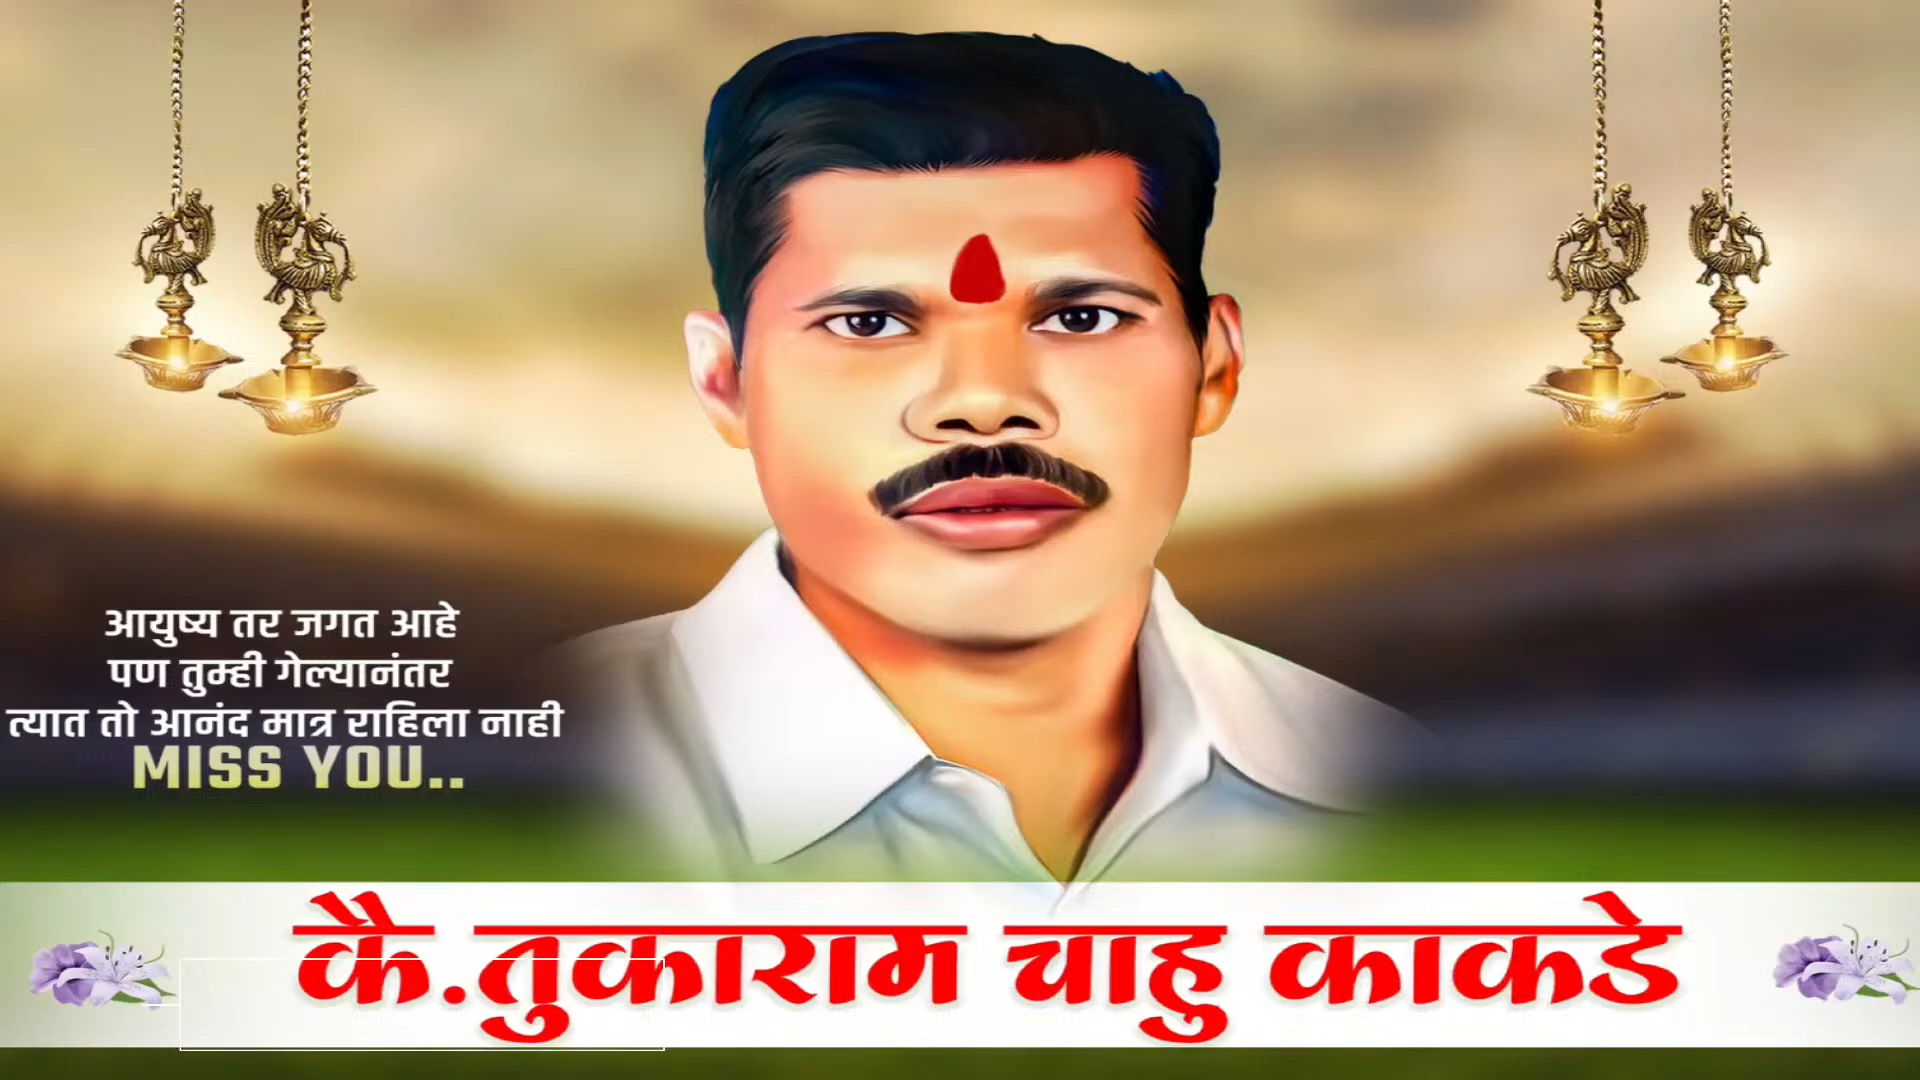 आयुष्य तर जगत आहे
पण तुम्ही गेल्यानंतर
त्यात तो आनंद मात्र राहिला नाही
MISS YOU..
कै.तुकाराम चाहु काकडे